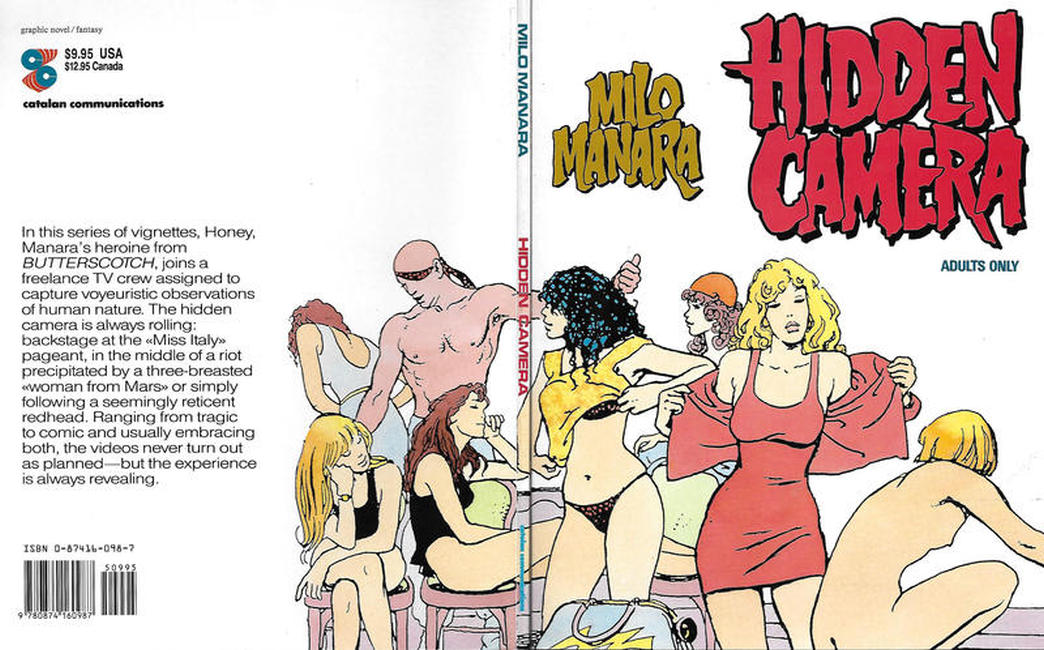 graphic novel / fantasy
$9.95 USA
$12.95 Canada
catalan communications
In this series of vignettes, Honey,
Manara's heroine from
BUTTERSCOTCH, joins a
freelance TV crew assigned to
capture voyeuristic observations
of human nature. The hidden
camera is always rolling:
backstage at the «Miss Italy»
pageant, in the middle of a riot
precipitated by a three-breasted
«woman from Mars» or simply
following a seemingly reticent
redhead. Ranging from tragic
to comic and usually embracing
both, the videos never turn out
as planned—but the experience
is always revealing.
ISBN 0-87416-098-7
50995
9 780874 160987
MILO MANARA
HIDDEN CAMERA
catalan communications
MILO
MANARA
HIDDEN
CAMERA
ADULTS ONLY